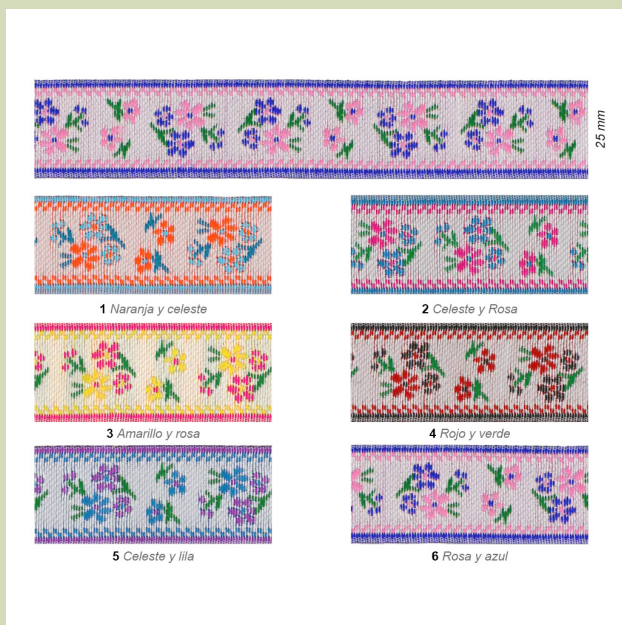 25 mm
1 Naranja y celeste
2 Celeste y Rosa
3 Amarillo y rosa
4 Rojo y verde
5 Celeste y lila
6 Rosa y azul